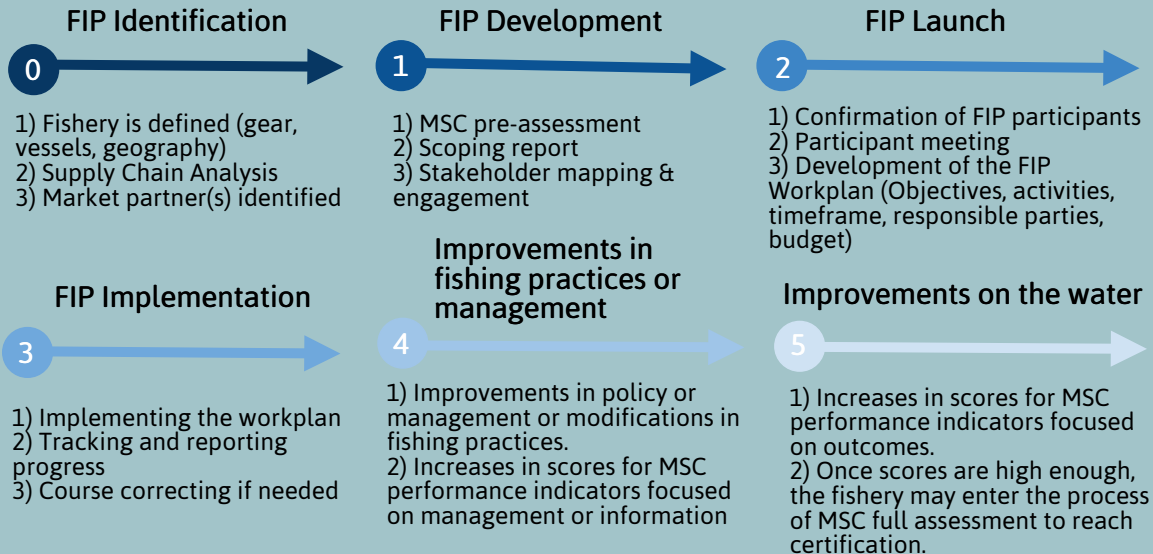 FIP Identification
0
1) Fishery is defined (gear,
vessels, geography)
2) Supply Chain Analysis
3) Market partner(s) identified
FIP Development
1
1) MSC pre-assessment
2) Scoping report
3) Stakeholder mapping &
engagement
FIP Launch
2
1) Confirmation of FIP participants
2) Participant meeting
3) Development of the FIP
Workplan (Objectives, activities,
timeframe, responsible parties,
budget)
FIP Implementation
3
1) Implementing the workplan
2) Tracking and reporting
progress
3) Course correcting if needed
Improvements in
fishing practices or
management
4
1) Improvements in policy or
management or modifications in
fishing practices.
2) Increases in scores for MSC
performance indicators focused
on management or information
Improvements on the water
5
1) Increases in scores for MSC
performance indicators focused
on outcomes.
2) Once scores are high enough,
the fishery may enter the process
of MSC full assessment to reach
certification.